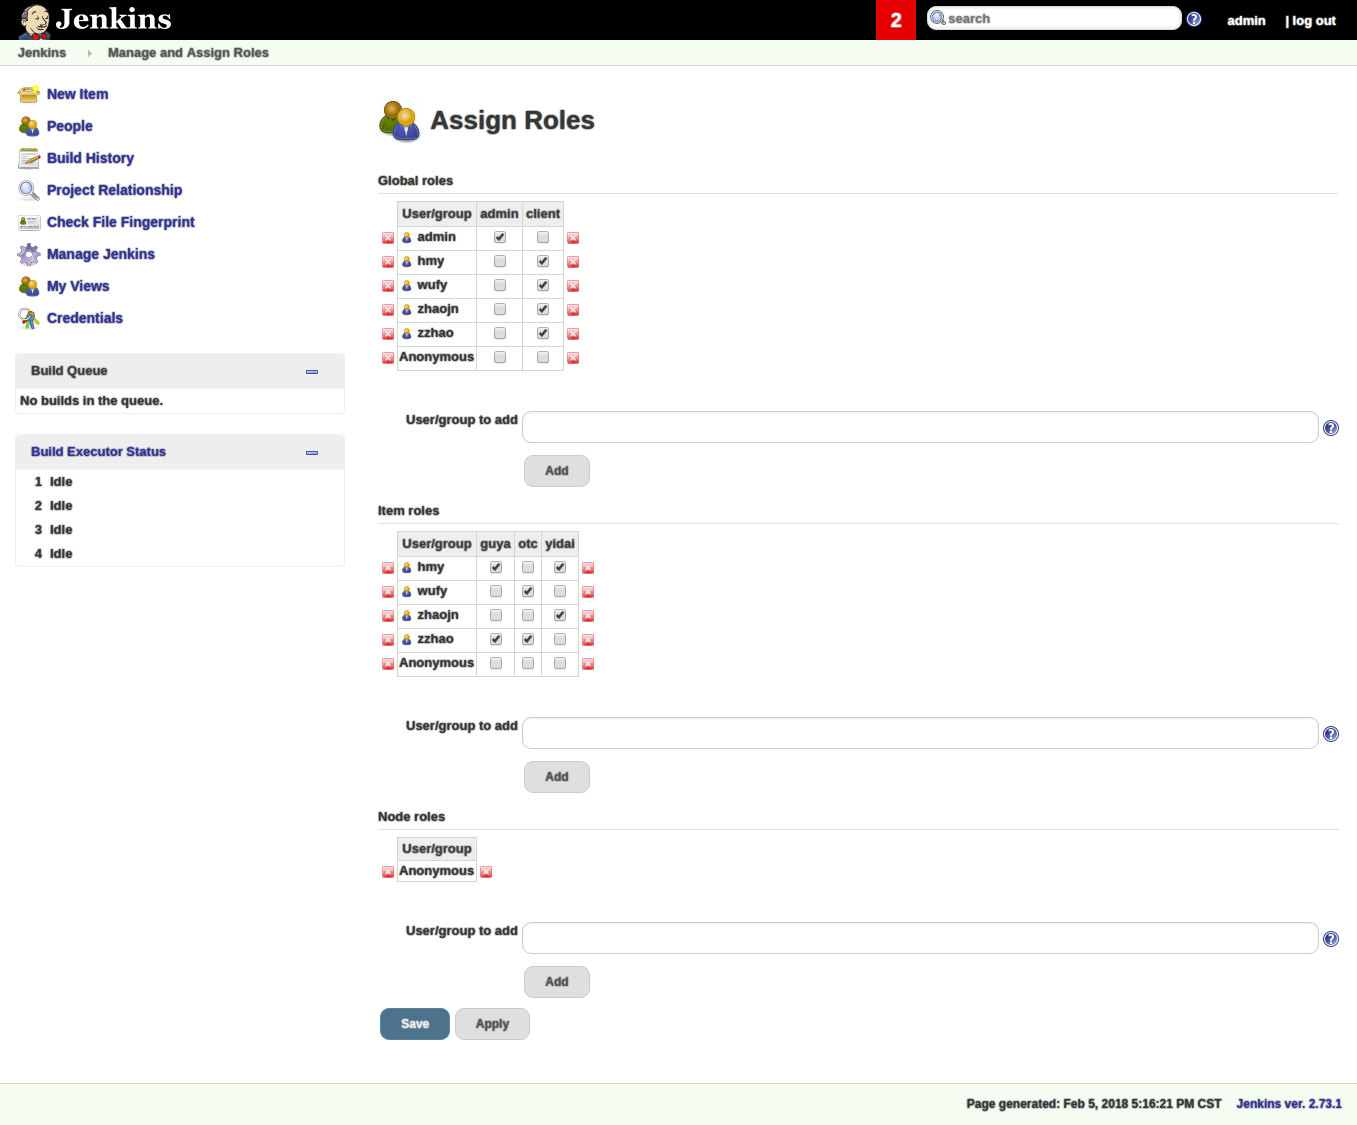 Jenkins 2 search admin | log out
Jenkins Manage and Assign Roles
New Item
People
Build History
Project Relationship
Check File Fingerprint
Manage Jenkins
My Views
Credentials
Build Queue
No builds in the queue.
Build Executor Status
1 Idle
2 Idle
3 Idle
4 Idle
Assign Roles
Global roles
User/group admin client
admin
hmy
wufy
zhaojn
zzhao
Anonymous
User/group to add
Add
Item roles
User/group guya otc yidai
hmy
wufy
zhaojn
zzhao
Anonymous
User/group to add
Add
Node roles
User/group
Anonymous
User/group to add
Add
Save Apply
Page generated: Feb 5, 2018 5:16:21 PM CST Jenkins ver. 2.73.1